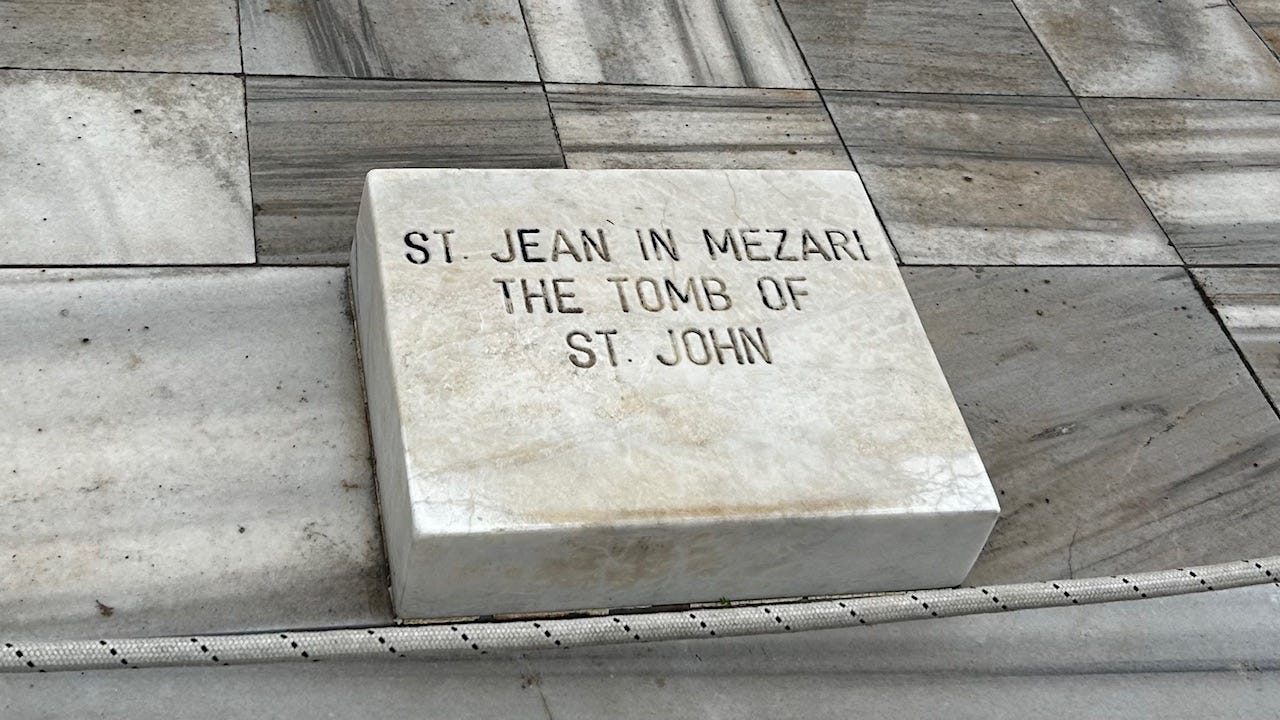 ST. JEAN IN MEZARI
THE TOMB OF
ST. JOHN